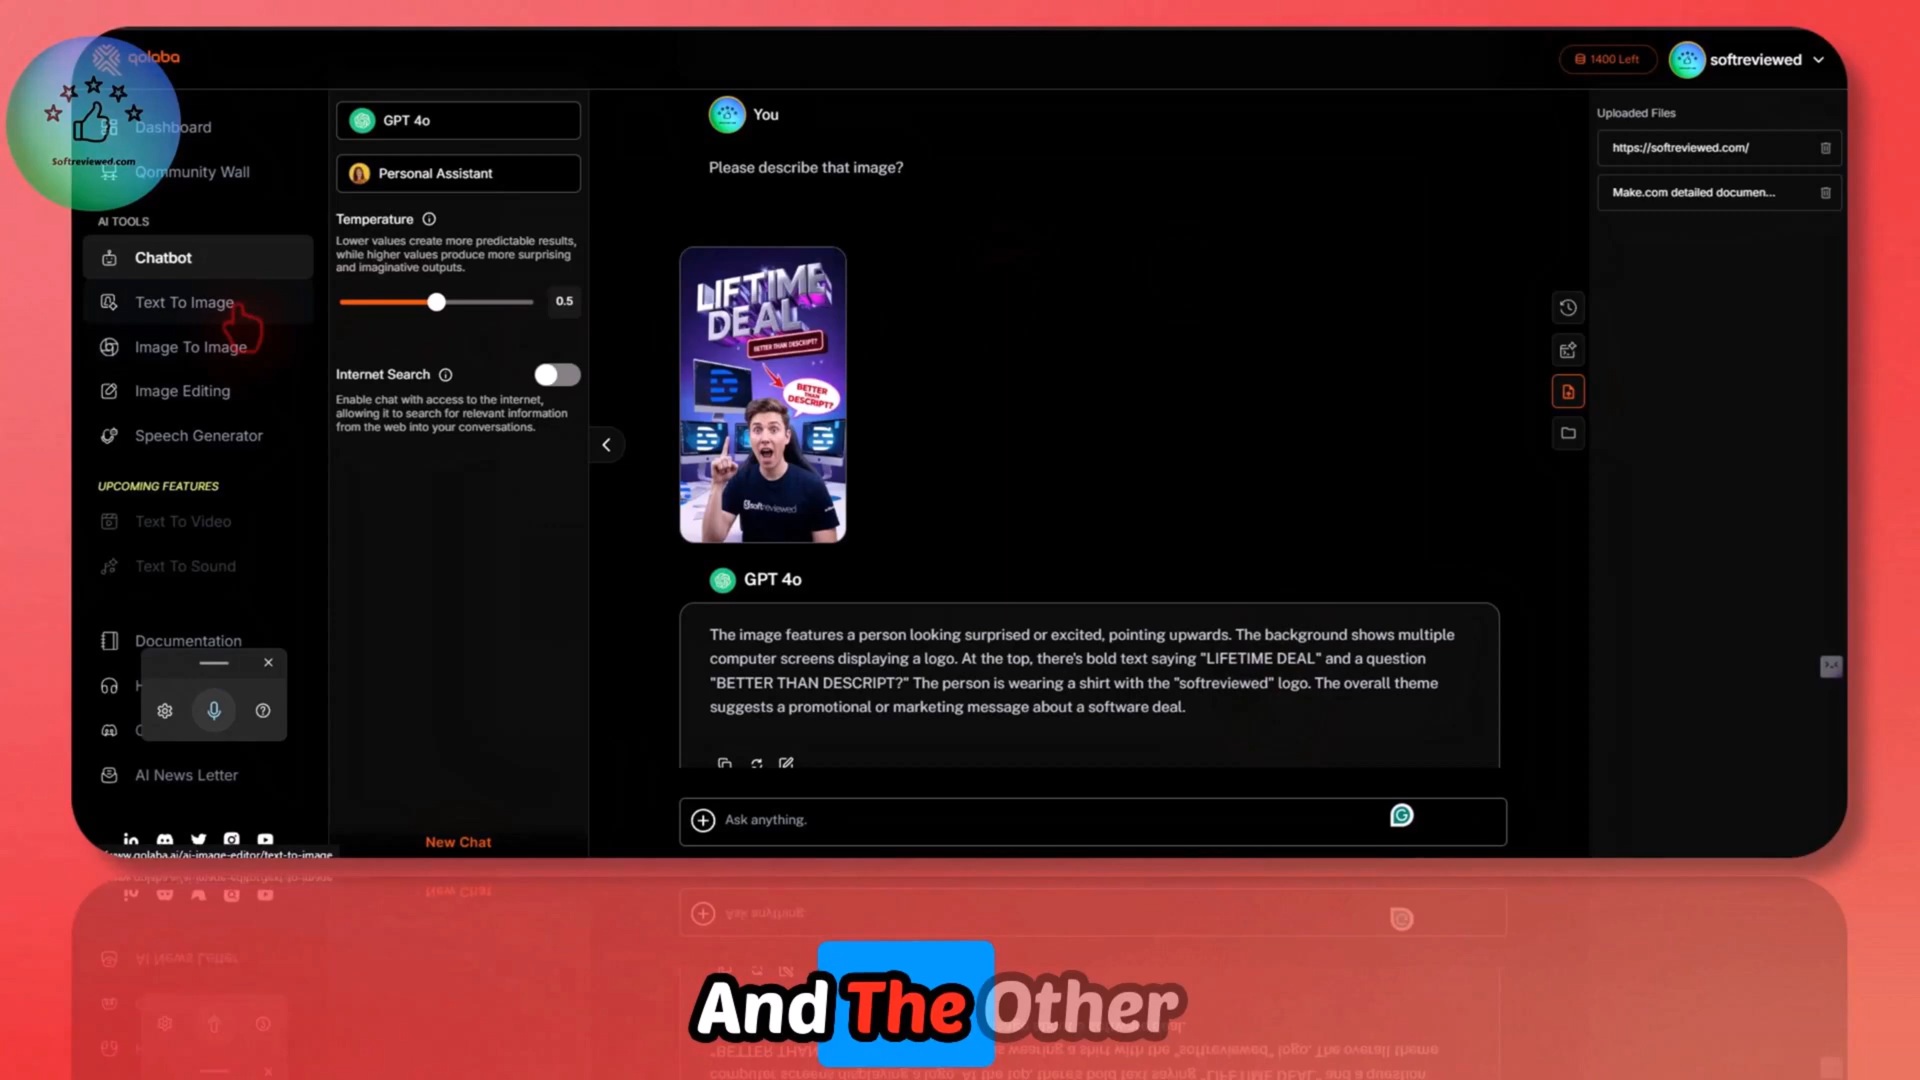 qolaba
1400 Left
softreviewed
Softreviewed.com
Dashboard
Qommunity Wall
AI TOOLS
Chatbot
Text To Image
Image To Image
Image Editing
Speech Generator
UPCOMING FEATURES
Text To Video
Text To Sound
Documentation
AI News Letter
www.qolaba.ai/ai-image-editor/text-to-image
GPT 4o
Personal Assistant
Temperature
Lower values create more predictable results,
while higher values produce more surprising
and imaginative outputs.
0.5
Internet Search
Enable chat with access to the internet,
allowing it to search for relevant information
from the web into your conversations.
New Chat
You
Please describe that image?
LIFTIME
DEAL
BETTER THAN DESCRIPT?
BETTER
THAN
DESCRIPT?
softreviewed
GPT 4o
The image features a person looking surprised or excited, pointing upwards. The background shows multiple
computer screens displaying a logo. At the top, there's bold text saying "LIFETIME DEAL" and a question
"BETTER THAN DESCRIPT?" The person is wearing a shirt with the "softreviewed" logo. The overall theme
suggests a promotional or marketing message about a software deal.
Ask anything.
Uploaded Files
https://softreviewed.com/
Make.com detailed documen...
And The Other